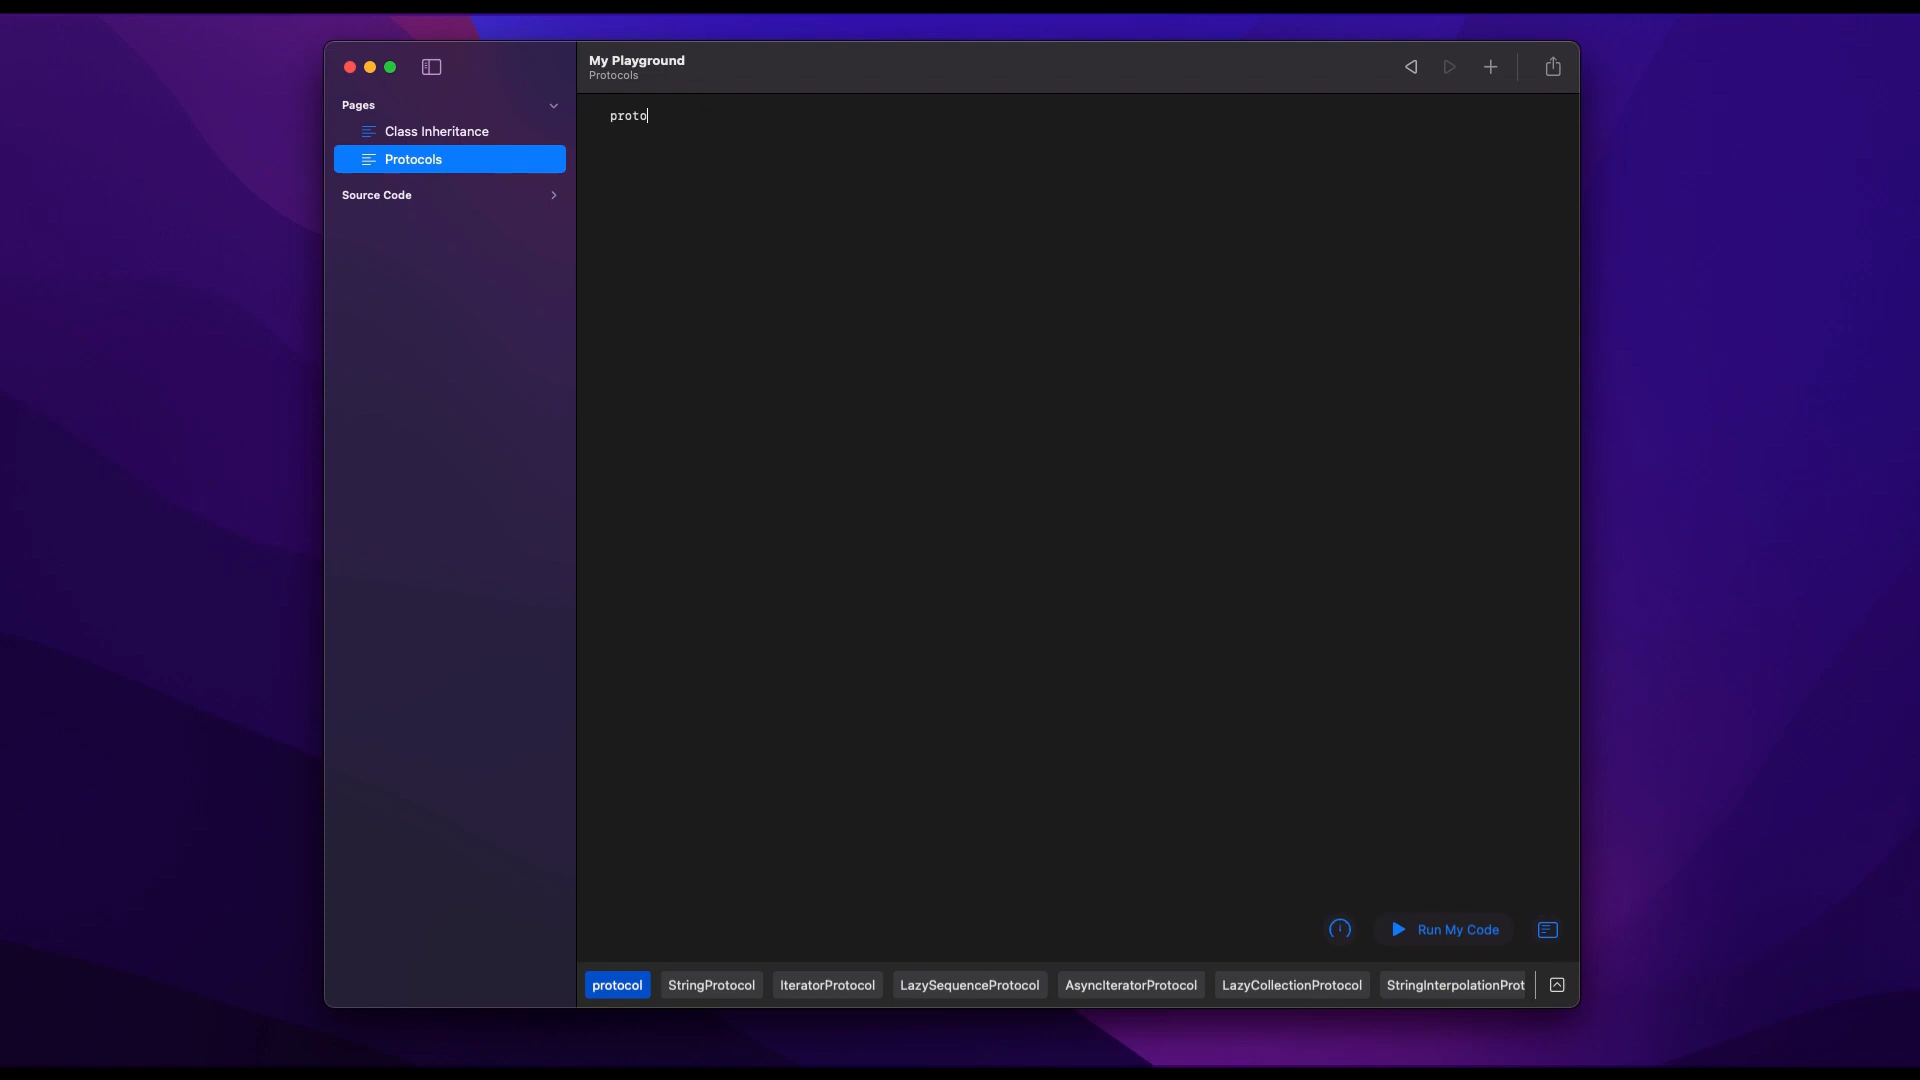 My Playground
Protocols
Pages
Class Inheritance
Protocols
Source Code
proto
Run My Code
protocol StringProtocol IteratorProtocol LazySequenceProtocol AsyncIteratorProtocol LazyCollectionProtocol StringInterpolationProt